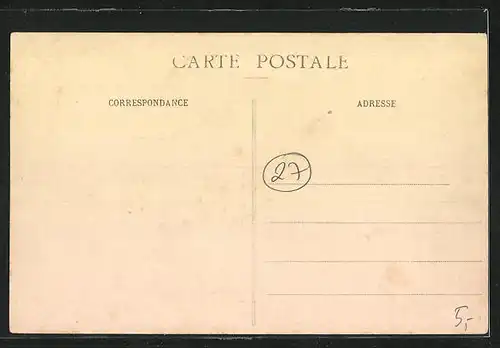 CARTE POSTALE
CORRESPONDANCE
ADRESSE
27
5,-